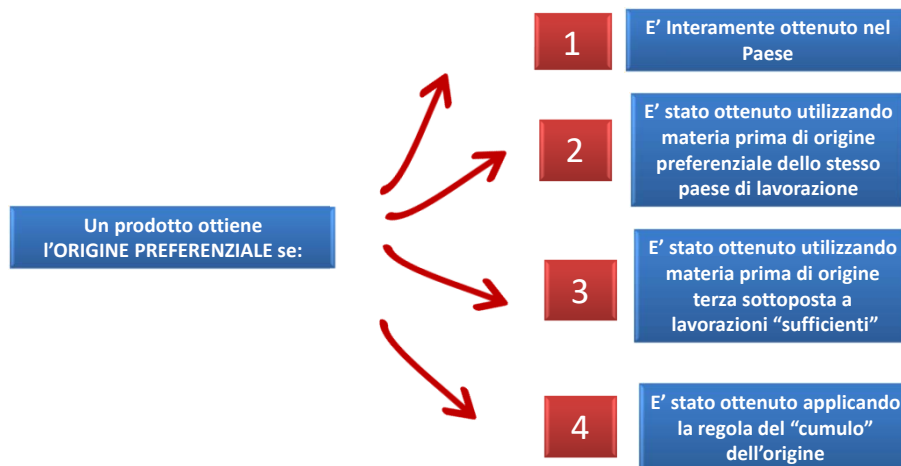 Un prodotto ottiene
l'ORIGINE PREFERENZIALE se:
1
E' Interamente ottenuto nel
Paese
2
E' stato ottenuto utilizzando
materia prima di origine
preferenziale dello stesso
paese di lavorazione
3
E' stato ottenuto utilizzando
materia prima di origine
terza sottoposta a
lavorazioni “sufficienti”
4
E' stato ottenuto applicando
la regola del “cumulo”
dell'origine